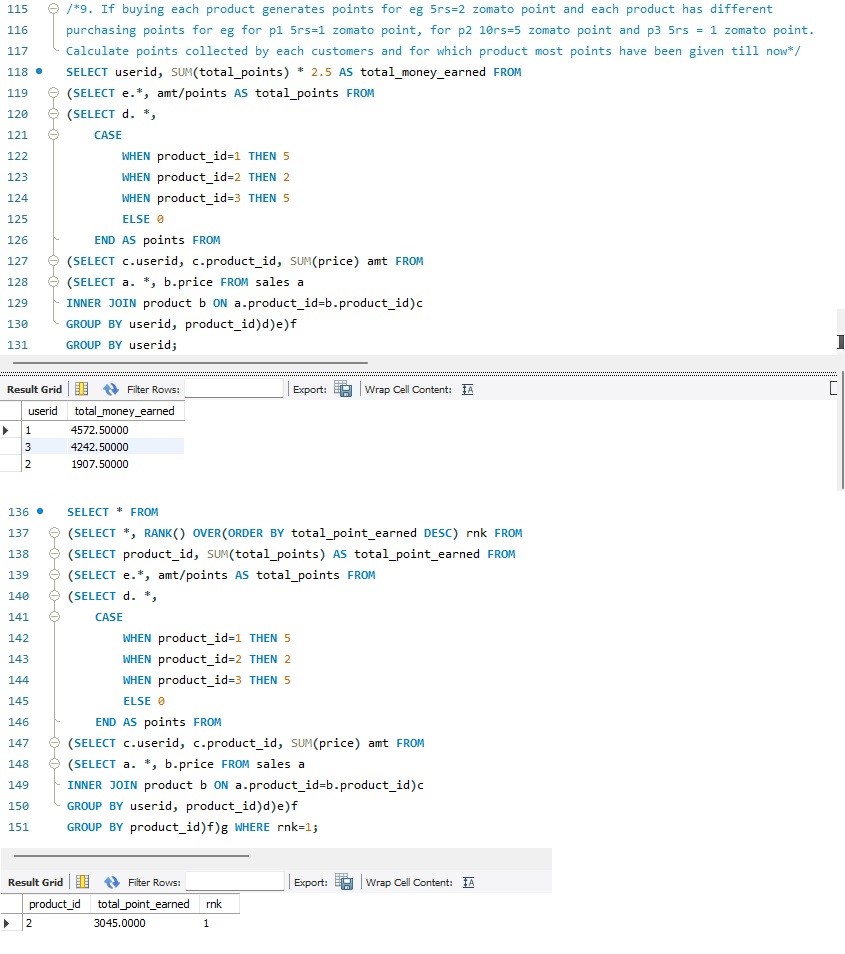 115 /*9. If buying each product generates points for eg 5rs=2 zomato point and each product has different
116 purchasing points for eg for p1 5rs=1 zomato point, for p2 10rs=5 zomato point and p3 5rs = 1 zomato point.
117 Calculate points collected by each customers and for which product most points have been given till now*/
118 SELECT userid, SUM(total_points) * 2.5 AS total_money_earned FROM
119 (SELECT e.*, amt/points AS total_points FROM
120 (SELECT d. *,
121 CASE
122 WHEN product_id=1 THEN 5
123 WHEN product_id=2 THEN 2
124 WHEN product_id=3 THEN 5
125 ELSE 0
126 END AS points FROM
127 (SELECT c.userid, c.product_id, SUM(price) amt FROM
128 (SELECT a. *, b.price FROM sales a
129 INNER JOIN product b ON a.product_id=b.product_id)c
130 GROUP BY userid, product_id)d)e)f
131 GROUP BY userid;
Result Grid Filter Rows: Export: Wrap Cell Content: IA
userid total_money_earned
1 4572.50000
3 4242.50000
2 1907.50000
136 SELECT * FROM
137 (SELECT *, RANK() OVER(ORDER BY total_point_earned DESC) rnk FROM
138 (SELECT product_id, SUM(total_points) AS total_point_earned FROM
139 (SELECT e.*, amt/points AS total_points FROM
140 (SELECT d. *,
141 CASE
142 WHEN product_id=1 THEN 5
143 WHEN product_id=2 THEN 2
144 WHEN product_id=3 THEN 5
145 ELSE 0
146 END AS points FROM
147 (SELECT c.userid, c.product_id, SUM(price) amt FROM
148 (SELECT a. *, b.price FROM sales a
149 INNER JOIN product b ON a.product_id=b.product_id)c
150 GROUP BY userid, product_id)d)e)f
151 GROUP BY product_id)f)g WHERE rnk=1;
Result Grid Filter Rows: Export: Wrap Cell Content: IA
product_id total_point_earned rnk
2 3045.0000 1